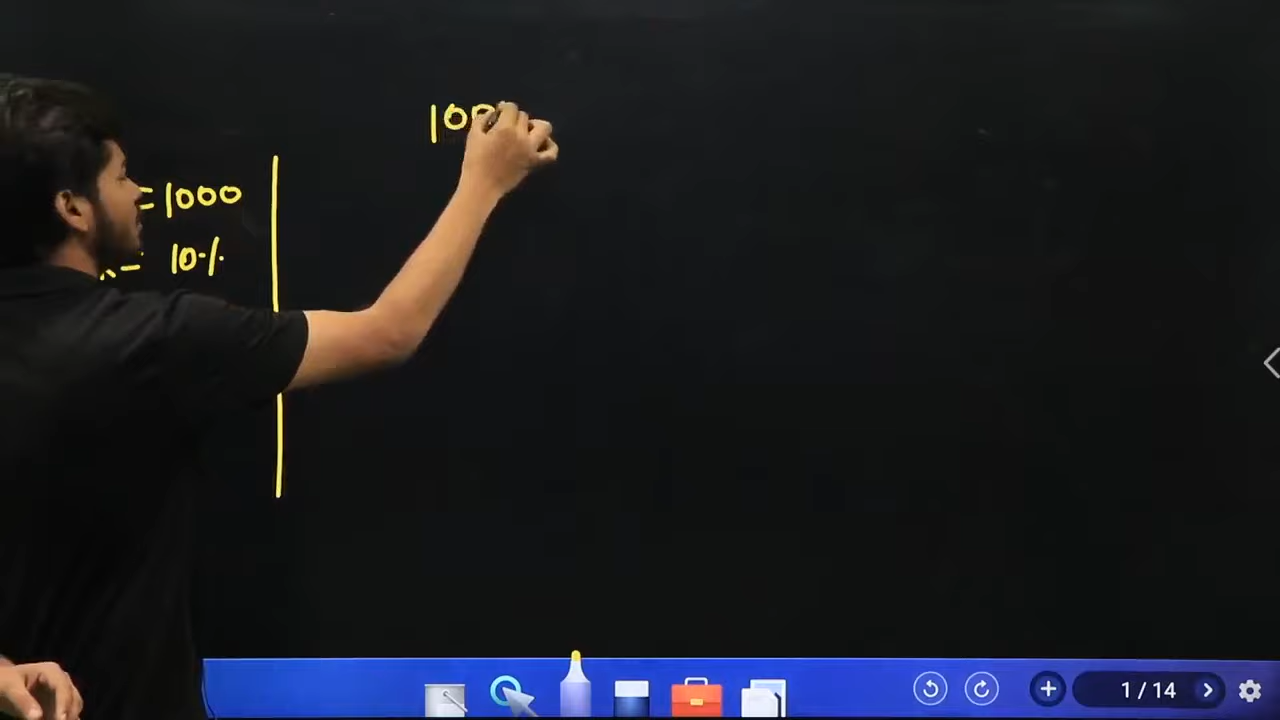 = 1000
= 10%
100
1 / 14